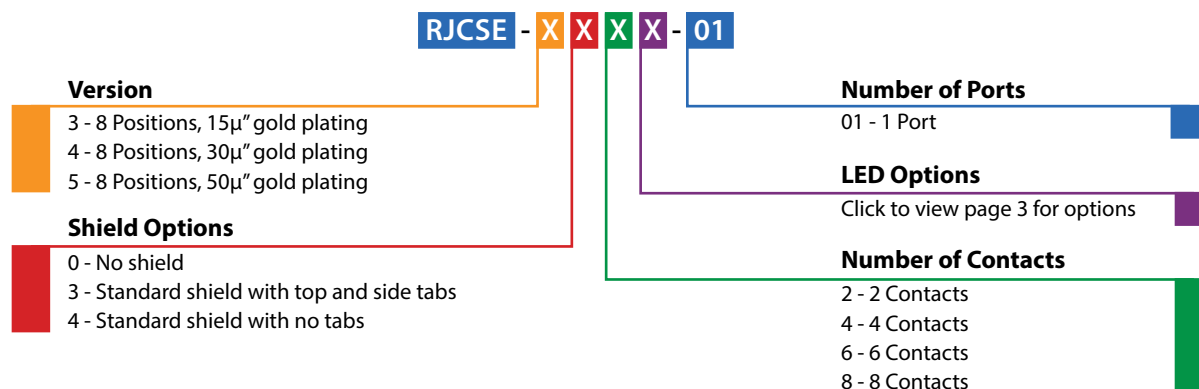 RJCSE - X X X X - 01
Version
3 - 8 Positions, 15µ” gold plating
4 - 8 Positions, 30µ” gold plating
5 - 8 Positions, 50µ” gold plating
Shield Options
0 - No shield
3 - Standard shield with top and side tabs
4 - Standard shield with no tabs
Number of Ports
01 - 1 Port
LED Options
Click to view page 3 for options
Number of Contacts
2 - 2 Contacts
4 - 4 Contacts
6 - 6 Contacts
8 - 8 Contacts